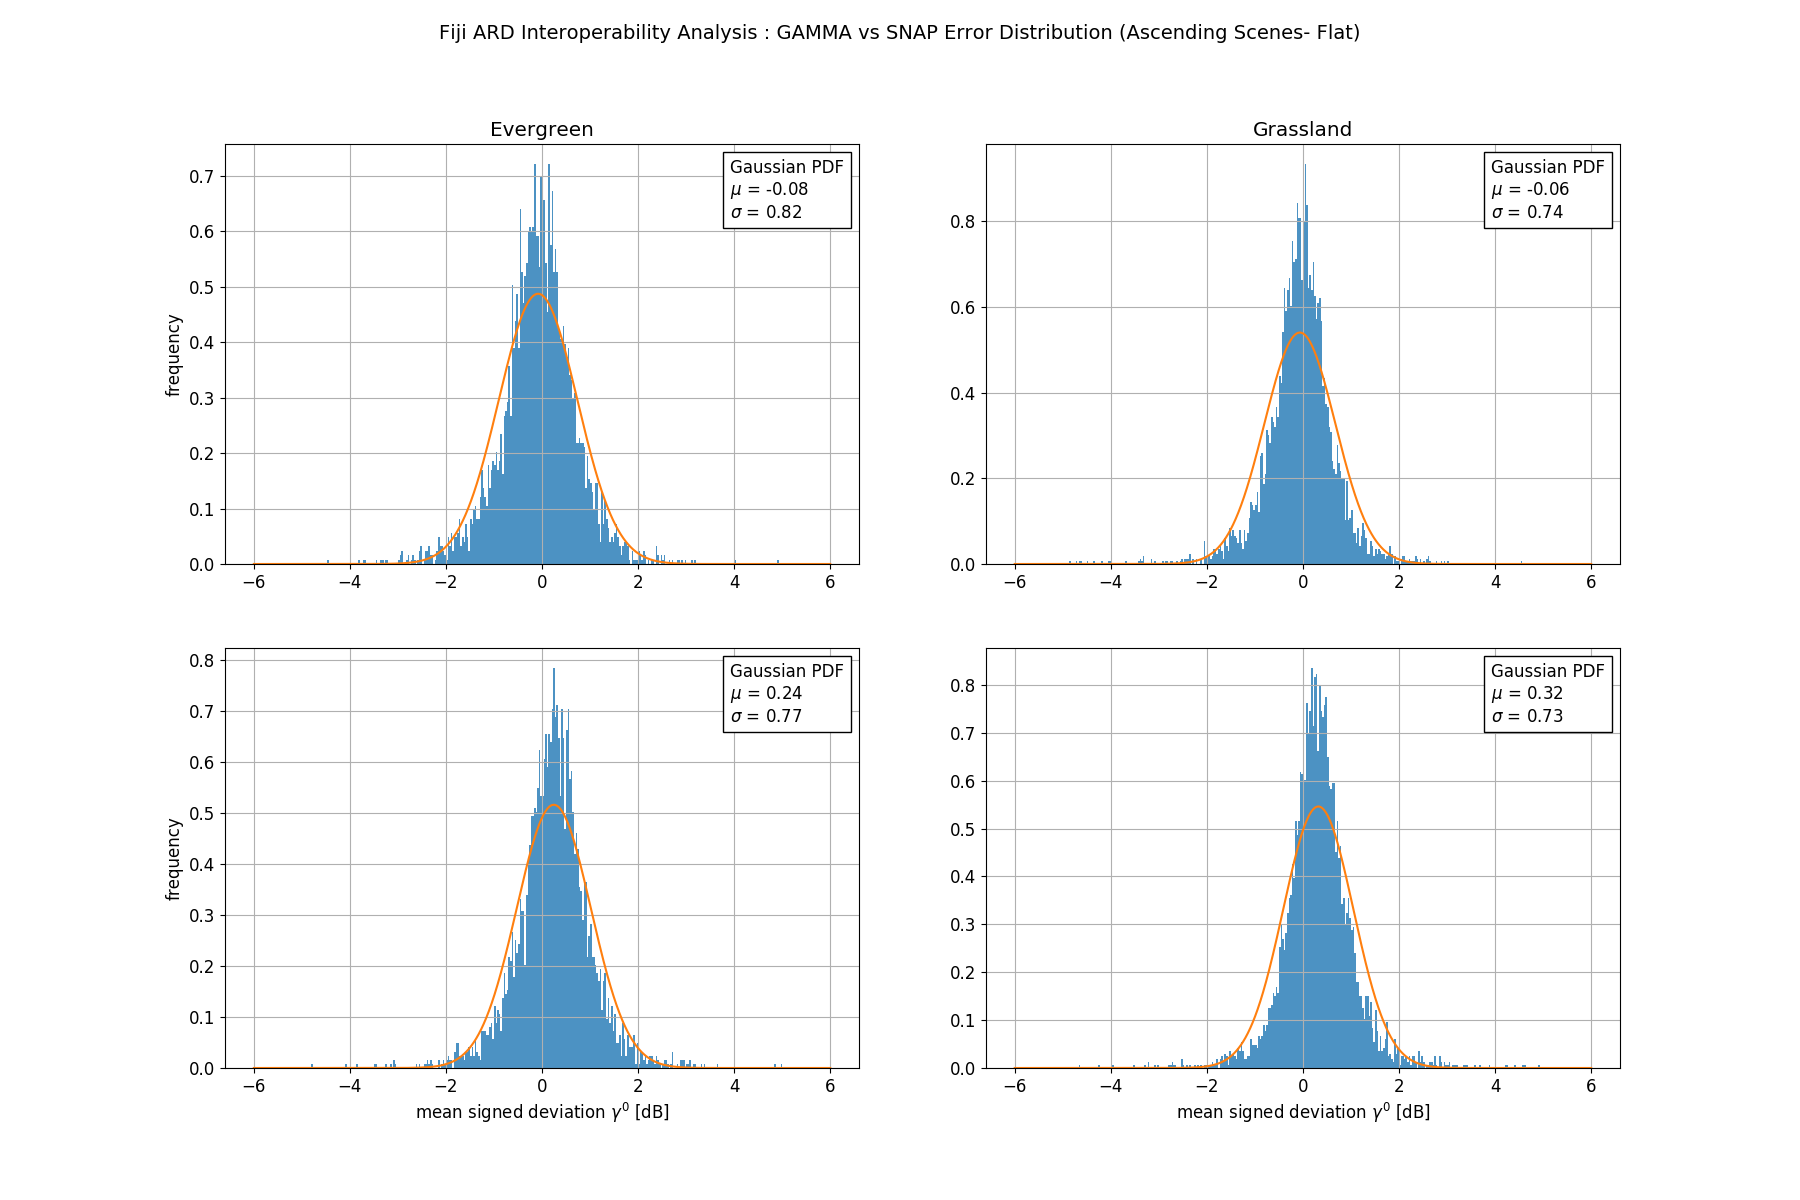 Fiji ARD Interoperability Analysis : GAMMA vs SNAP Error Distribution (Ascending Scenes- Flat)
Evergreen
Gaussian PDF
μ = -0.08
σ = 0.82
frequency
0.7
0.6
0.5
0.4
0.3
0.2
0.1
0.0
−6 −4 −2 0 2 4 6
Grassland
Gaussian PDF
μ = -0.06
σ = 0.74
0.8
0.6
0.4
0.2
0.0
−6 −4 −2 0 2 4 6
Gaussian PDF
μ = 0.24
σ = 0.77
frequency
0.8
0.7
0.6
0.5
0.4
0.3
0.2
0.1
0.0
−6 −4 −2 0 2 4 6
mean signed deviation γ⁰ [dB]
Gaussian PDF
μ = 0.32
σ = 0.73
0.8
0.7
0.6
0.5
0.4
0.3
0.2
0.1
0.0
−6 −4 −2 0 2 4 6
mean signed deviation γ⁰ [dB]